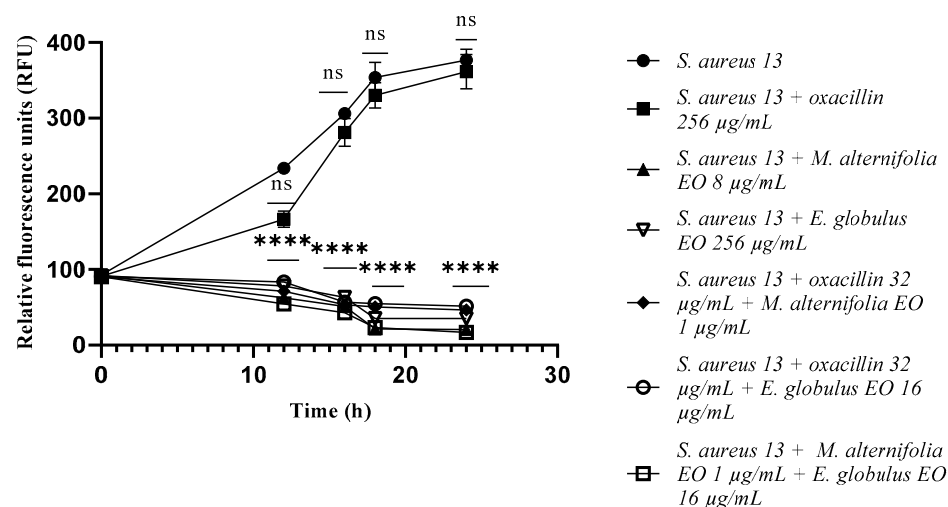 Relative fluorescence units (RFU)
400
300
200
100
0
0
10
20
30
Time (h)
ns
ns
ns
ns
****
****
****
****
S. aureus 13
S. aureus 13 + oxacillin
256 µg/mL
S. aureus 13 + M. alternifolia
EO 8 µg/mL
S. aureus 13 + E. globulus
EO 256 µg/mL
S. aureus 13 + oxacillin 32
µg/mL + M. alternifolia EO
1 µg/mL
S. aureus 13 + oxacillin 32
µg/mL + E. globulus EO 16
µg/mL
S. aureus 13 + M. alternifolia
EO 1 µg/mL + E. globulus EO
16 µg/mL